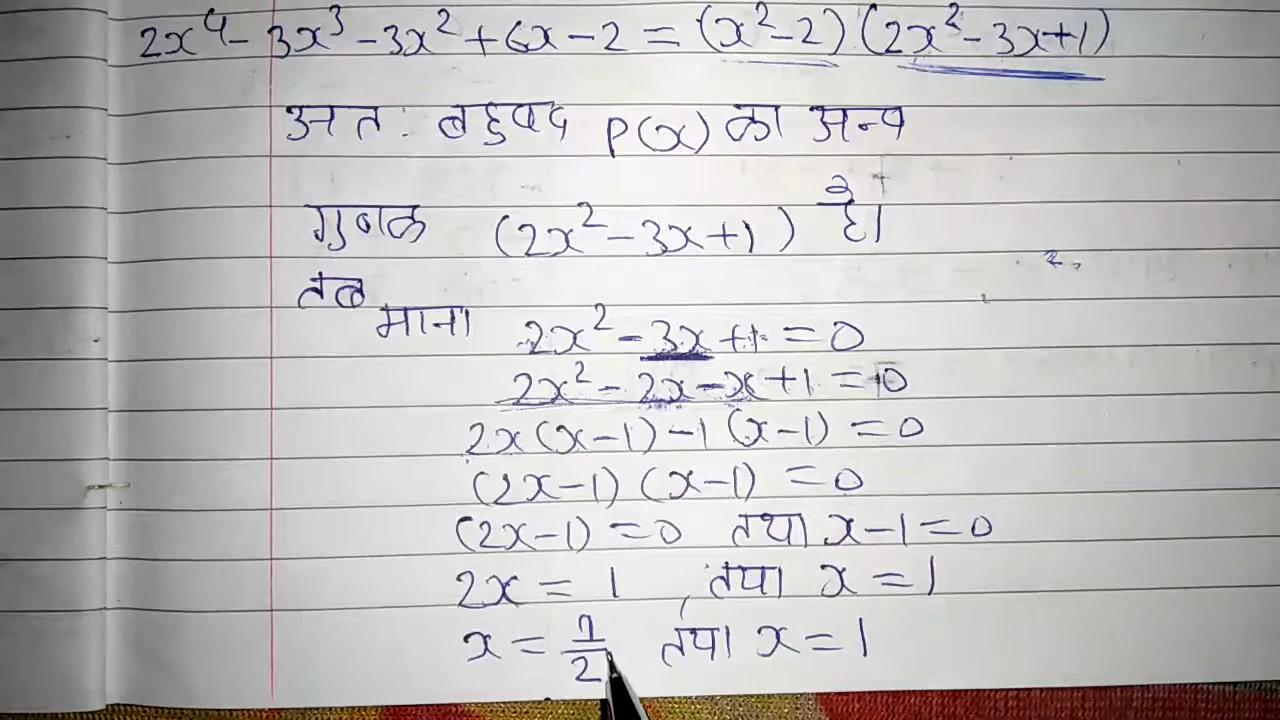 2x⁴ - 3x³ - 3x² + 6x - 2 = (x² - 2) (2x² - 3x + 1)
अतः बहुपद P(x) का अन्य
गुणक (2x² - 3x + 1) है।
तब
माना 2x² - 3x + 1 = 0
2x² - 2x - x + 1 = 0
2x(x - 1) - 1 (x - 1) = 0
(2x - 1) (x - 1) = 0
(2x - 1) = 0 तथा x - 1 = 0
2x = 1 , तथा x = 1
x = 1/2 तथा x = 1